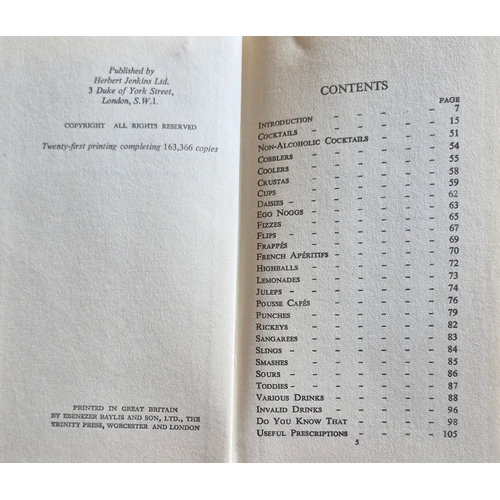 Published by
Herbert Jenkins Ltd.
3 Duke of York Street,
London, S.W.1.
COPYRIGHT ALL RIGHTS RESERVED
Twenty-first printing completing 163,366 copies
PRINTED IN GREAT BRITAIN
BY EBENEZER BAYLIS AND SON, LTD., THE
TRINITY PRESS, WORCESTER AND LONDON
CONTENTS
PAGE
INTRODUCTION - - - - - 7
COCKTAILS - - - - - 15
NON-ALCOHOLIC COCKTAILS - - - 51
COBBLERS - - - - - 54
COOLERS - - - - - 55
CRUSTAS - - - - - 58
CUPS - - - - - 59
DAISIES - - - - - 62
EGG NOGGS - - - - - 63
FIZZES - - - - - 65
FLIPS - - - - - - 67
FRAPPÉS - - - - - 69
FRENCH APÉRITIFS - - - - - 70
HIGHBALLS - - - - - 72
LEMONADES - - - - - 73
JULEPS - - - - - - 74
POUSSE CAFÉS - - - - - 76
PUNCHES - - - - - 79
RICKEYS - - - - - 82
SANGAREES - - - - - 83
SLINGS - - - - - - 84
SMASHES - - - - - 85
SOURS - - - - - - 86
TODDIES - - - - - - 87
VARIOUS DRINKS - - - - - 88
INVALID DRINKS - - - - - 96
DO YOU KNOW THAT - - - - 98
USEFUL PRESCRIPTIONS - - - - 105
5